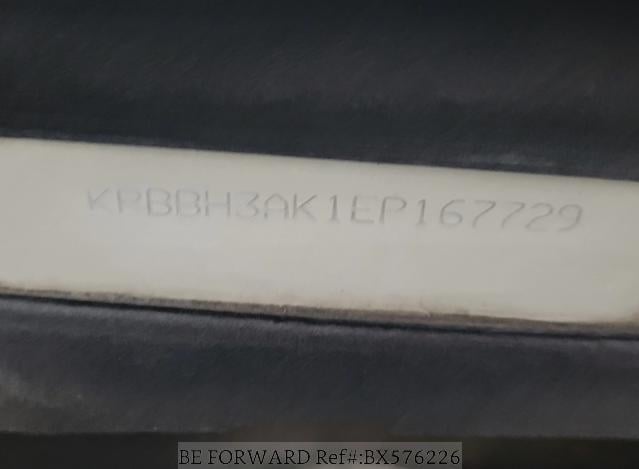 KPBBH3AK1EP167729
BE FORWARD Ref#:BX576226